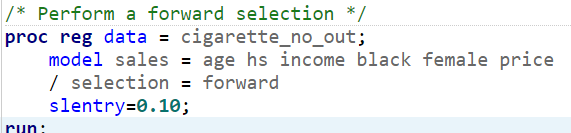 /* Perform a forward selection */
proc reg data = cigarette_no_out;
model sales = age hs income black female price
/ selection = forward
slentry=0.10;
run;